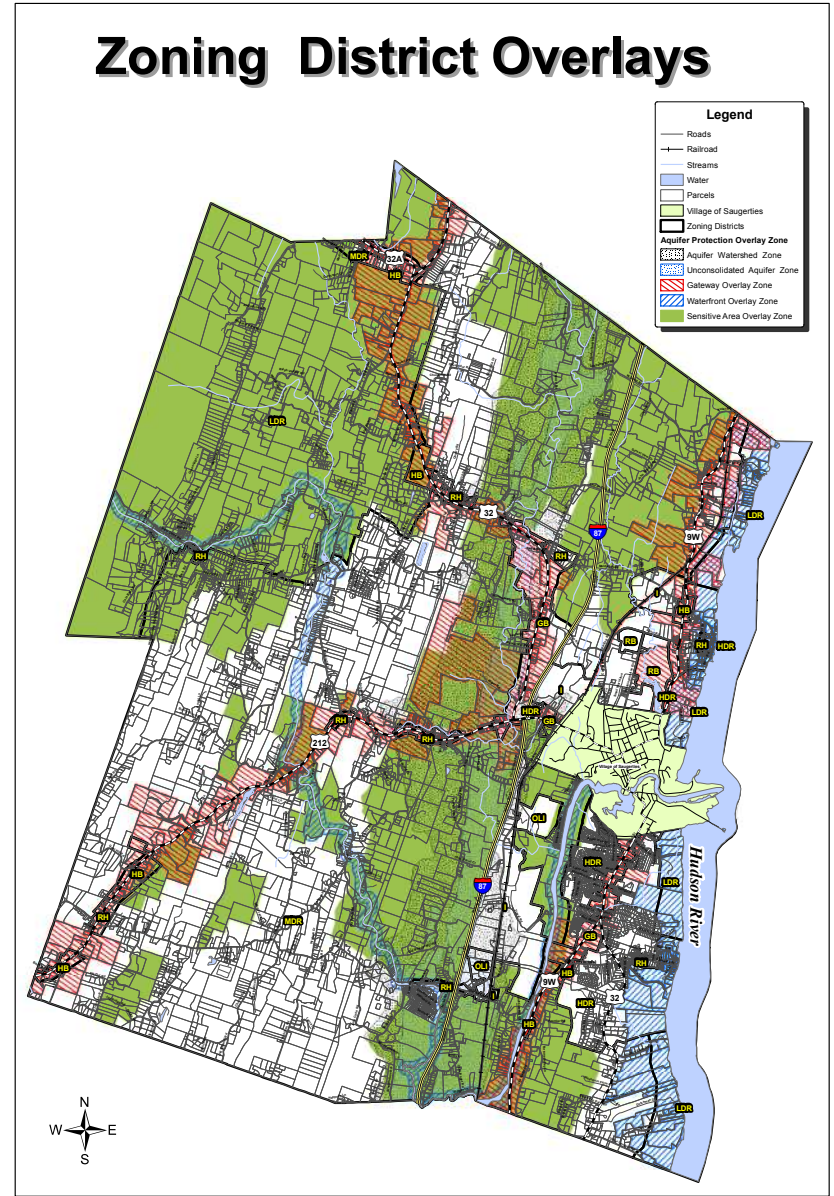 Zoning District Overlays
Legend
Roads
Railroad
Streams
Water
Parcels
Village of Saugerties
Zoning Districts
Aquifer Protection Overlay Zone
Aquifer Watershed Zone
Unconsolidated Aquifer Zone
Gateway Overlay Zone
Waterfront Overlay Zone
Sensitive Area Overlay Zone
MDR
32A
HB
LDR
HB
RH
32
LDR
87
9W
RH
RH
I
HB
GB
RB
RH
HDR
RB
I
HDR
LDR
RH
HDR
GB
212
RH
Village of Saugerties
OLI
HDR
Hudson River
HB
87
LDR
RH
I
MDR
GB
HB
OLI
RH
HB
9W
RH
I
HDR
32
HB
LDR
N
W
E
S